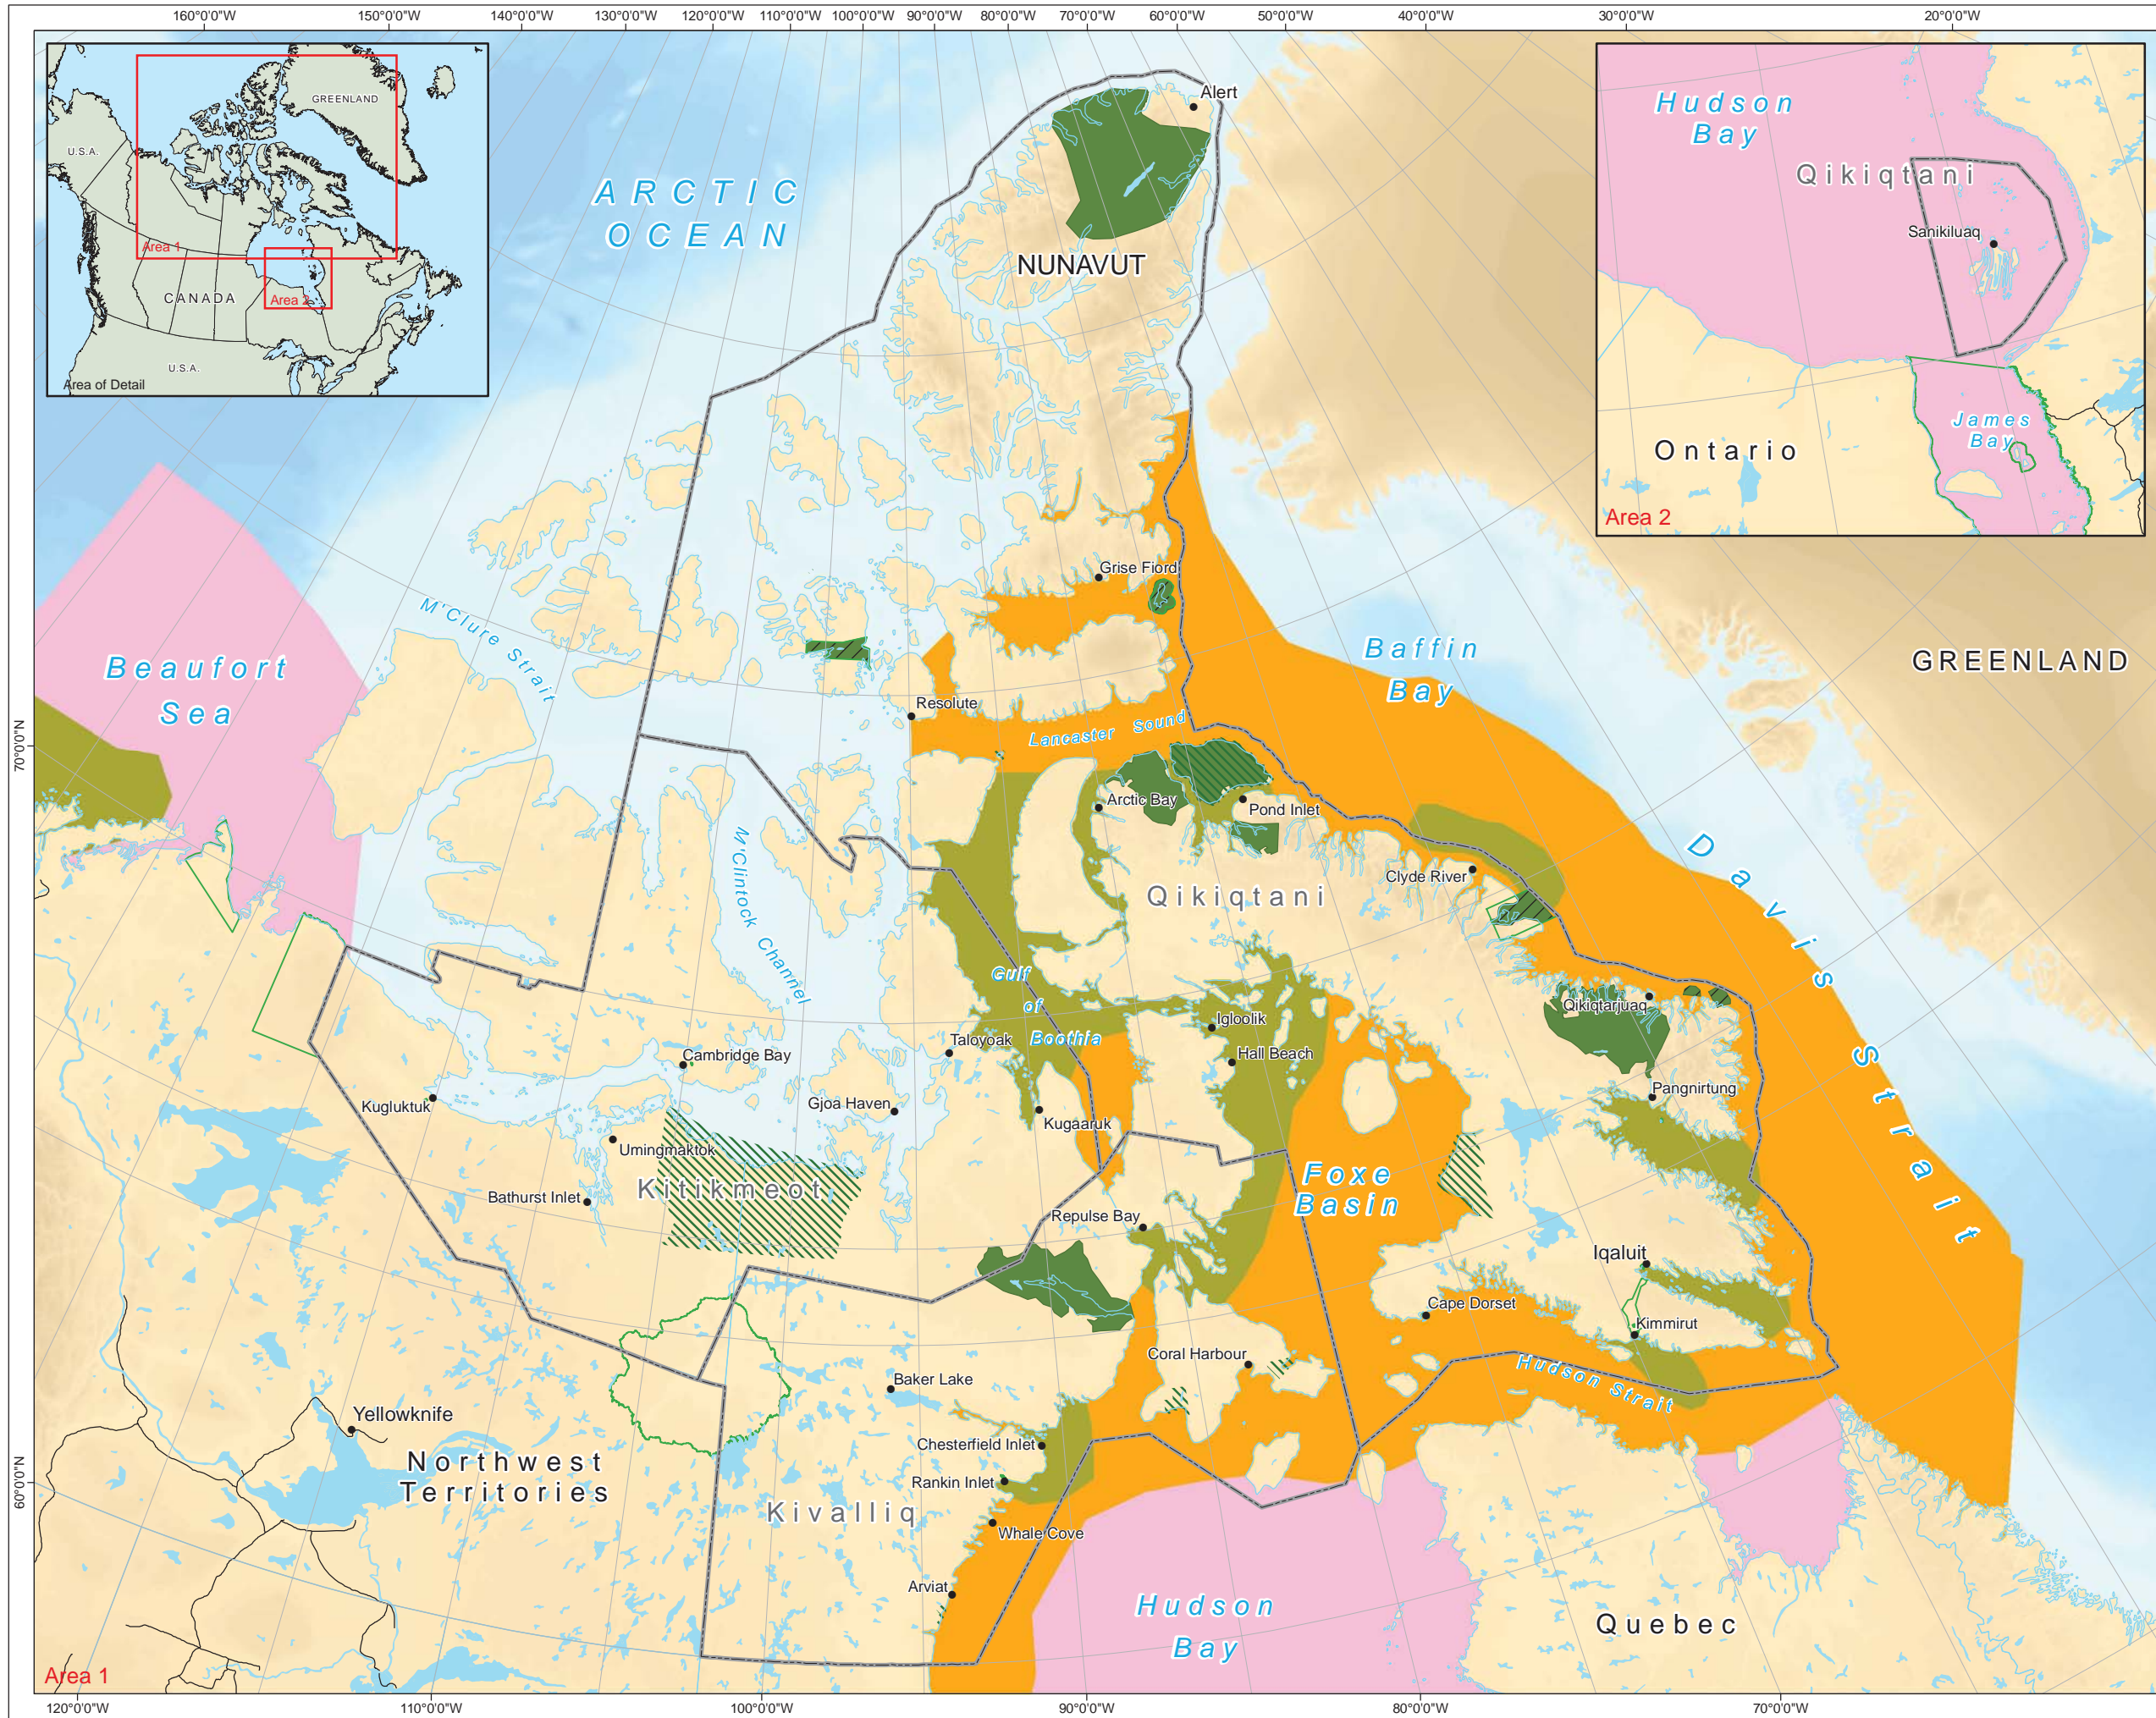 160°0'0"W
150°0'0"W
140°0'0"W
130°0'0"W
120°0'0"W
110°0'0"W
100°0'0"W
90°0'0"W
80°0'0"W
70°0'0"W
60°0'0"W
50°0'0"W
40°0'0"W
30°0'0"W
20°0'0"W
GREENLAND
U.S.A.
Area 1
CANADA
Area 2
U.S.A.
Area of Detail
ARCTIC
OCEAN
Alert
NUNAVUT
Hudson
Bay
Qikiqtani
Sanikiluaq
James
Bay
Ontario
Area 2
Grise Fiord
M'Clure Strait
Beaufort
Sea
Baffin
Bay
GREENLAND
Resolute
Lancaster Sound
70°0'0"N
Arctic Bay
Pond Inlet
M'Clintock Channel
Clyde River
Qikiqtani
Davis Strait
Gulf
of
Boothia
Qikiqtarjuaq
Igloolik
Taloyoak
Hall Beach
Cambridge Bay
Pangnirtung
Gjoa Haven
Kugluktuk
Kugaaruk
Umingmaktok
Foxe
Basin
Kitikmeot
Bathurst Inlet
Repulse Bay
Iqaluit
Cape Dorset
Kimmirut
Coral Harbour
Hudson Strait
Baker Lake
Yellowknife
Chesterfield Inlet
Northwest
Territories
Rankin Inlet
60°0'0"N
Kivalliq
Whale Cove
Arviat
Hudson
Bay
Quebec
Area 1
120°0'0"W
110°0'0"W
100°0'0"W
90°0'0"W
80°0'0"W
70°0'0"W